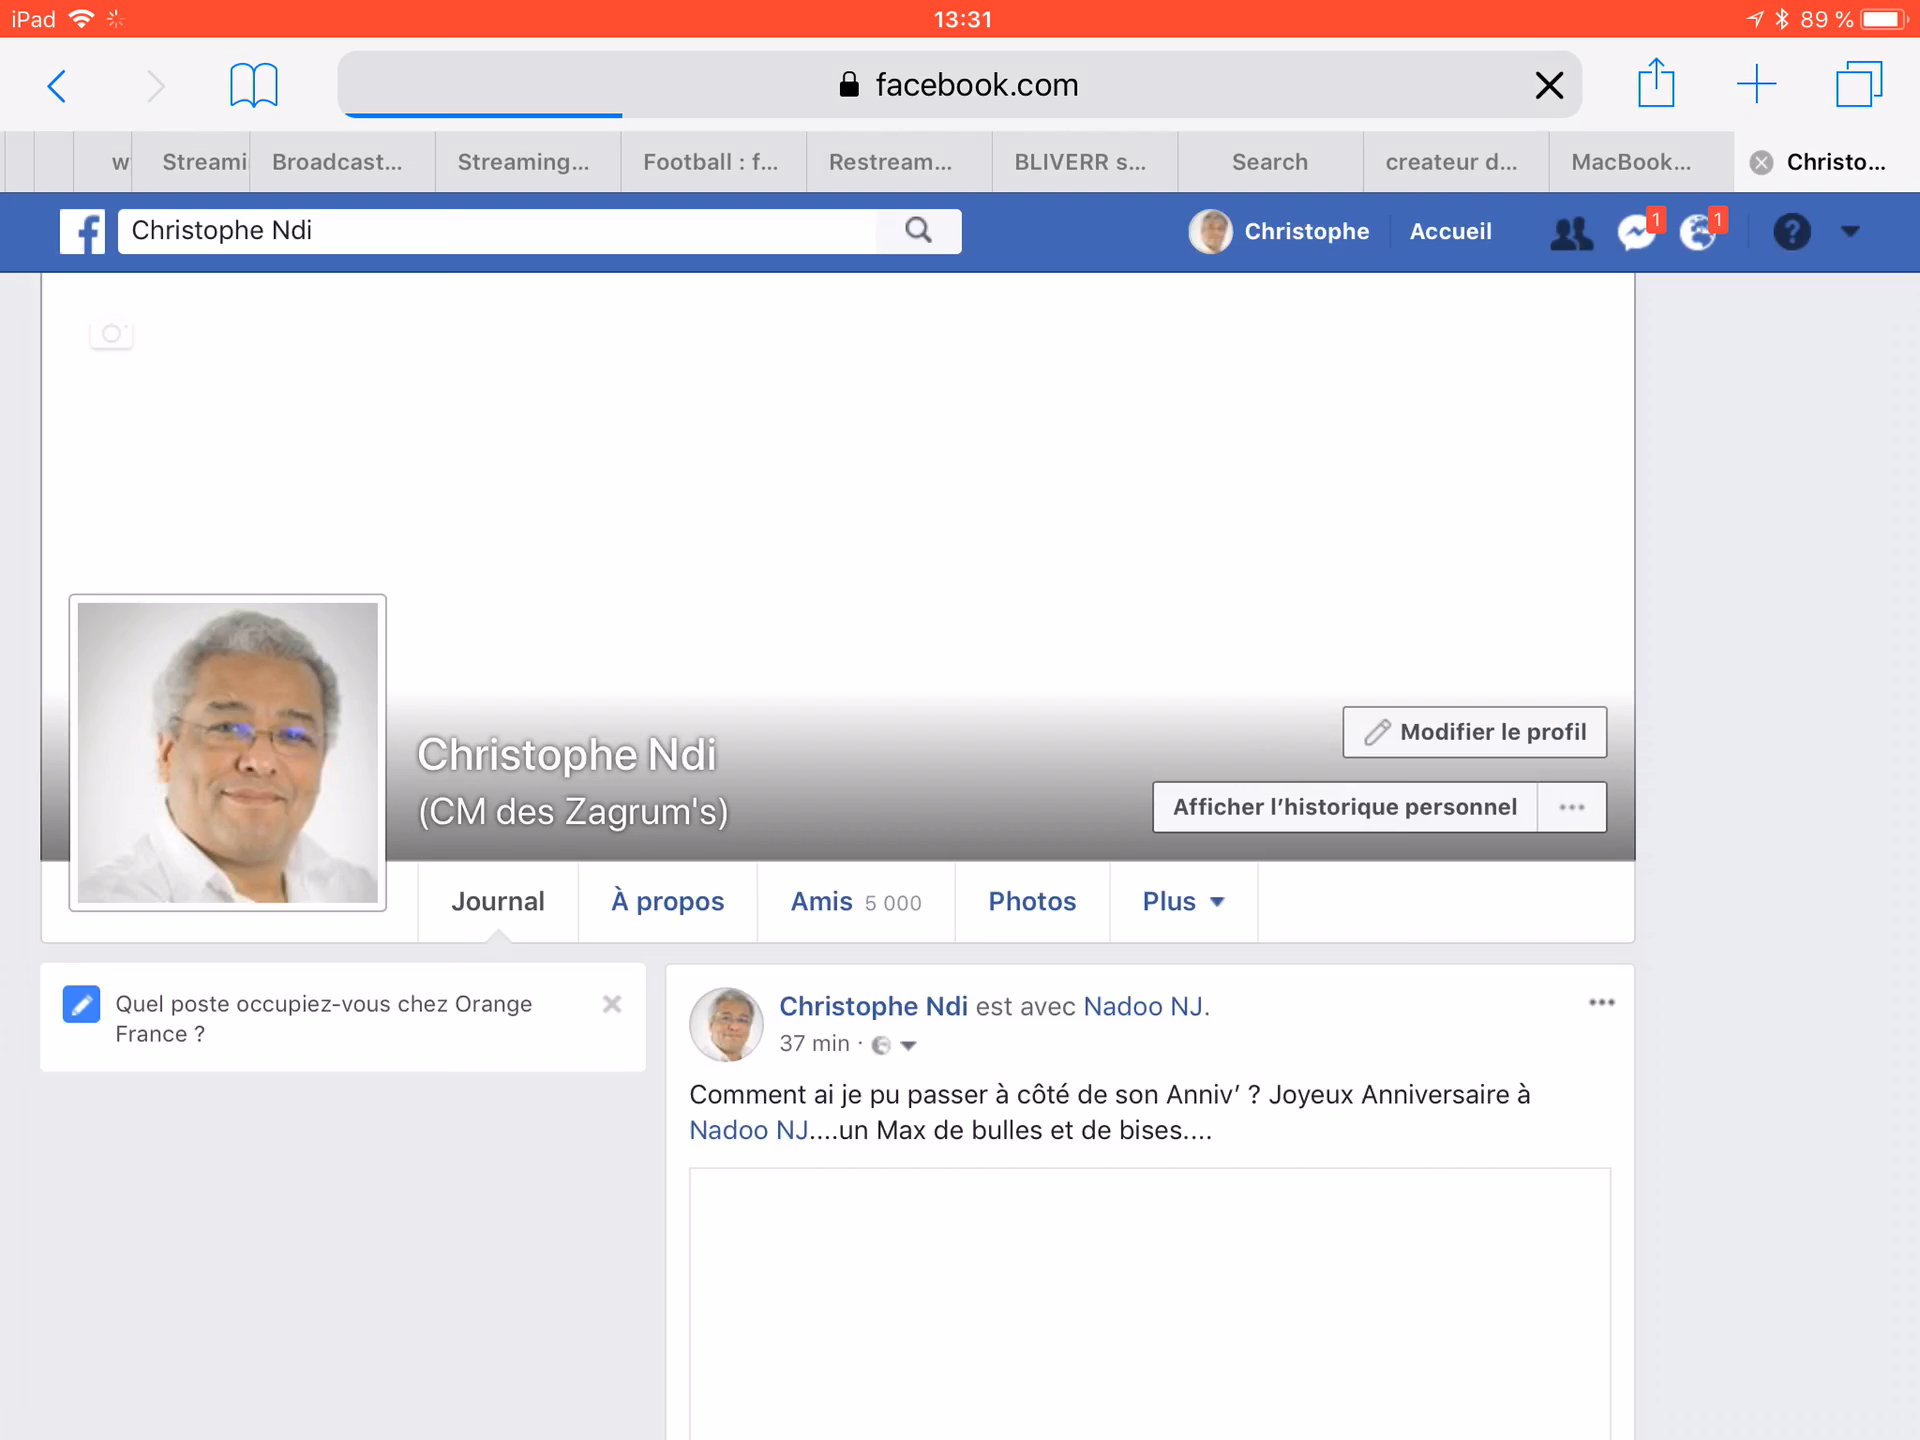 iPad 13:31 89 %
facebook.com
w Streami Broadcast... Streaming... Football : f... Restream... BLIVERR s... Search createur d... MacBook... Christo...
f Christophe Ndi Christophe Accueil 1 1 ?
Christophe Ndi
(CM des Zagrum's)
Modifier le profil
Afficher l’historique personnel
Journal À propos Amis 5 000 Photos Plus
Quel poste occupiez-vous chez Orange
France ?
Christophe Ndi est avec Nadoo NJ.
37 min ·
Comment ai je pu passer à côté de son Anniv’ ? Joyeux Anniversaire à
Nadoo NJ....un Max de bulles et de bises....